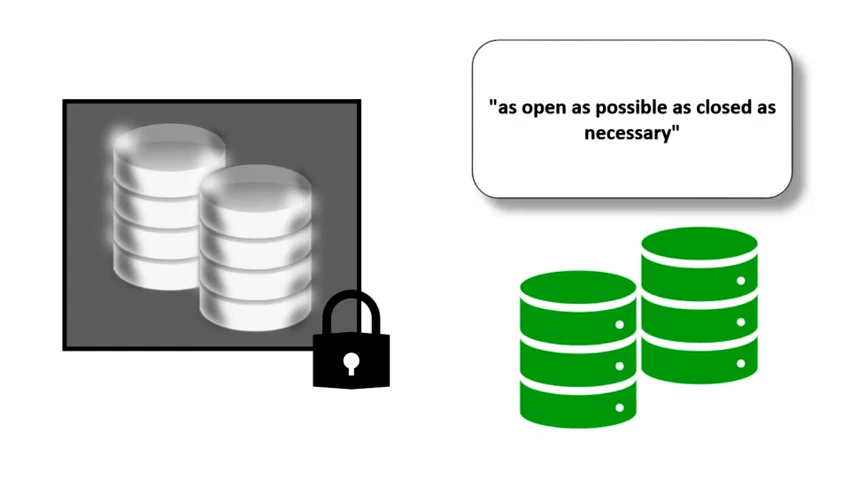 "as open as possible as closed as
necessary"